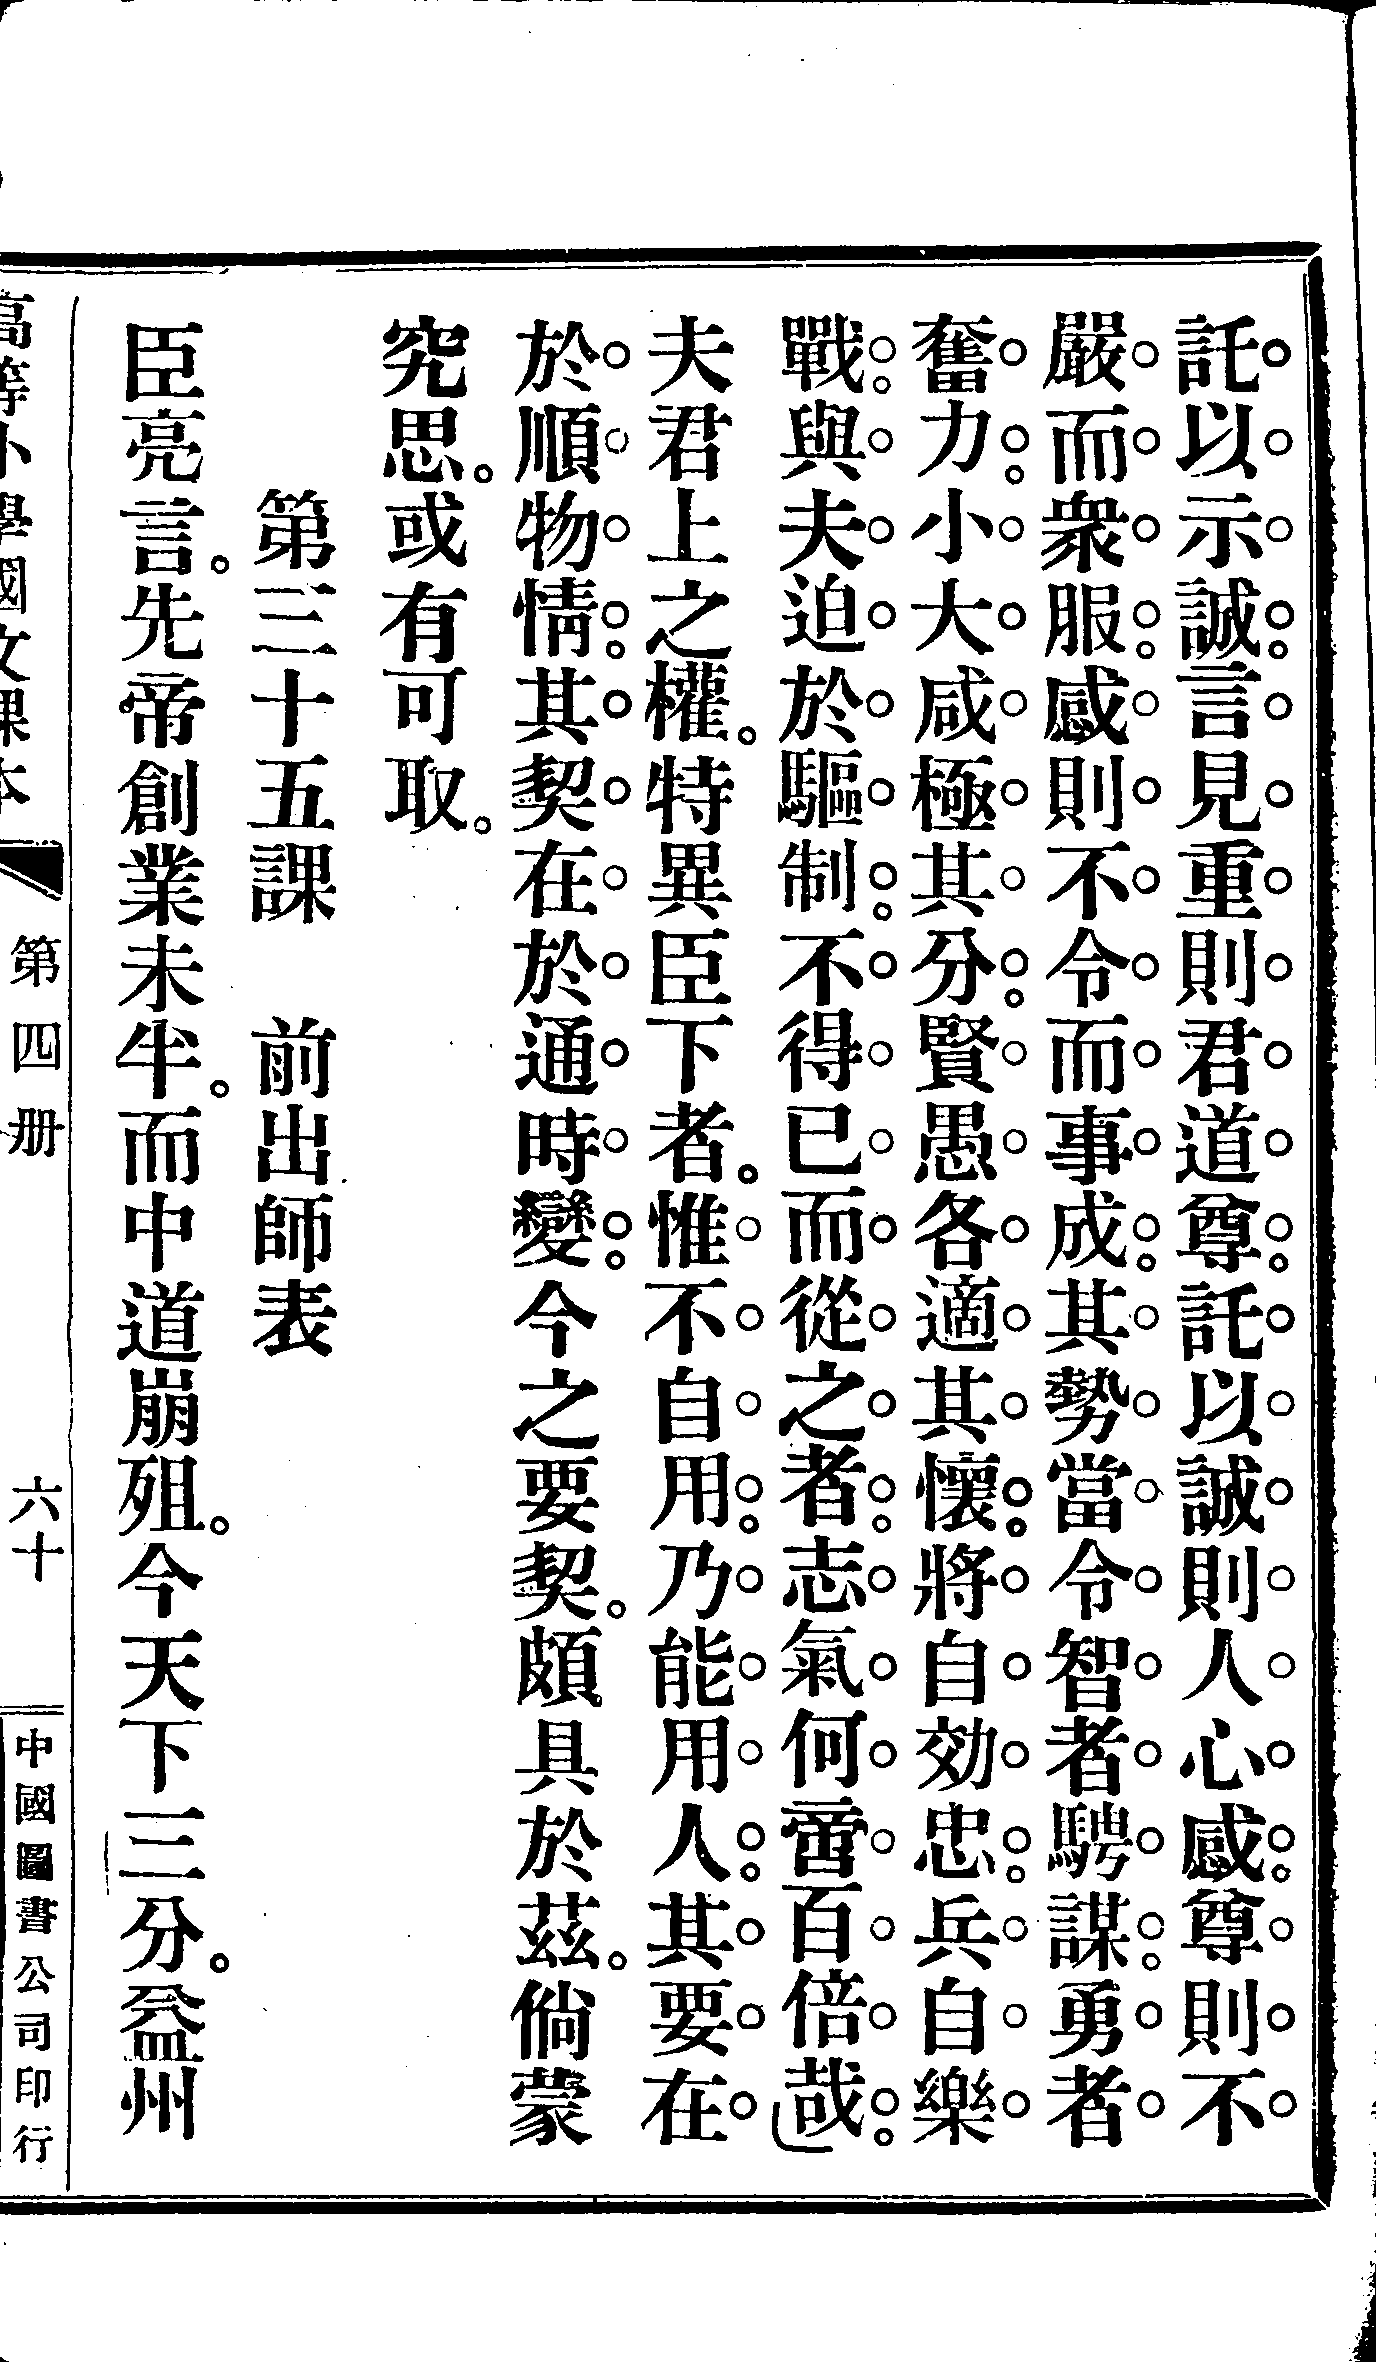 託以示誠。言見重則君道尊。託以誠則人心感。尊則不
嚴而衆服。感則不令而事成。其勢當令智者騁謀。勇者
奮力。小大咸極其分。賢愚各適其懷。將自効忠。兵自樂
戰。與夫迫於驅制。不得已而從之者。志氣何啻百倍哉。
夫君上之權。特異臣下者。惟不自用。乃能用人。其要在
於順物情。其契在於通時變。今之要契。頗具於茲。倘蒙
究思。或有可取。
第三十五課　前出師表
臣亮言。先帝創業未半。而中道崩殂。今天下三分。益州
高等小學國文課本
第四册
六十
中國圖書公司印行